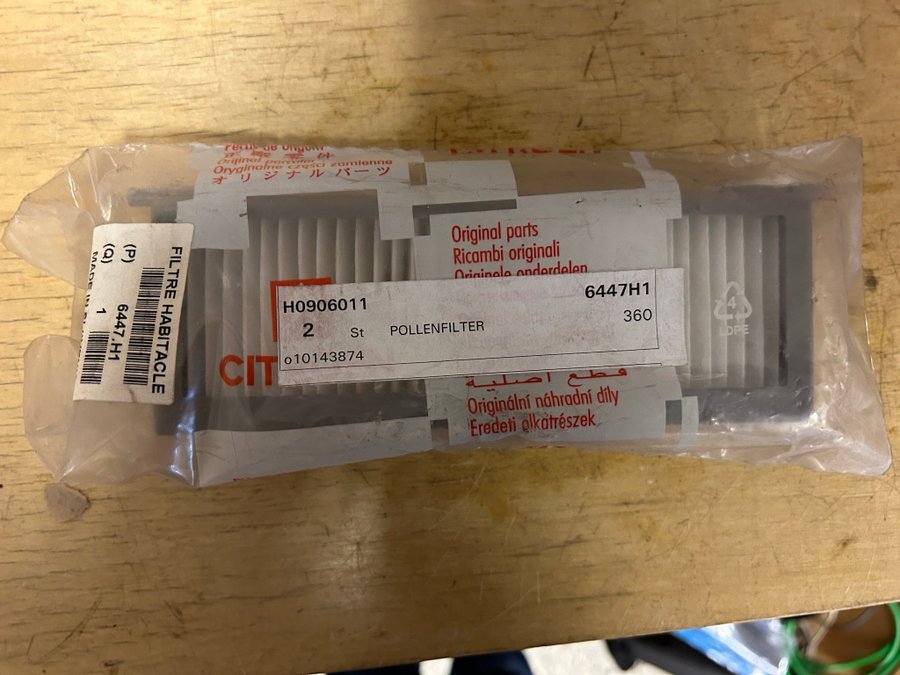 Oryginalne części zamienne
オリジナル パーツ
Original parts
Ricambi originali
Originele onderdelen
H0906011
6447H1
2 St POLLENFILTER
360
o10143874
CIT
قطع أصلية
Originální náhradní díly
Eredeti alkatrészek
FILTRE HABITACLE
(P) 6447.H1
(Q) 1
MADE IN
4
LDPE